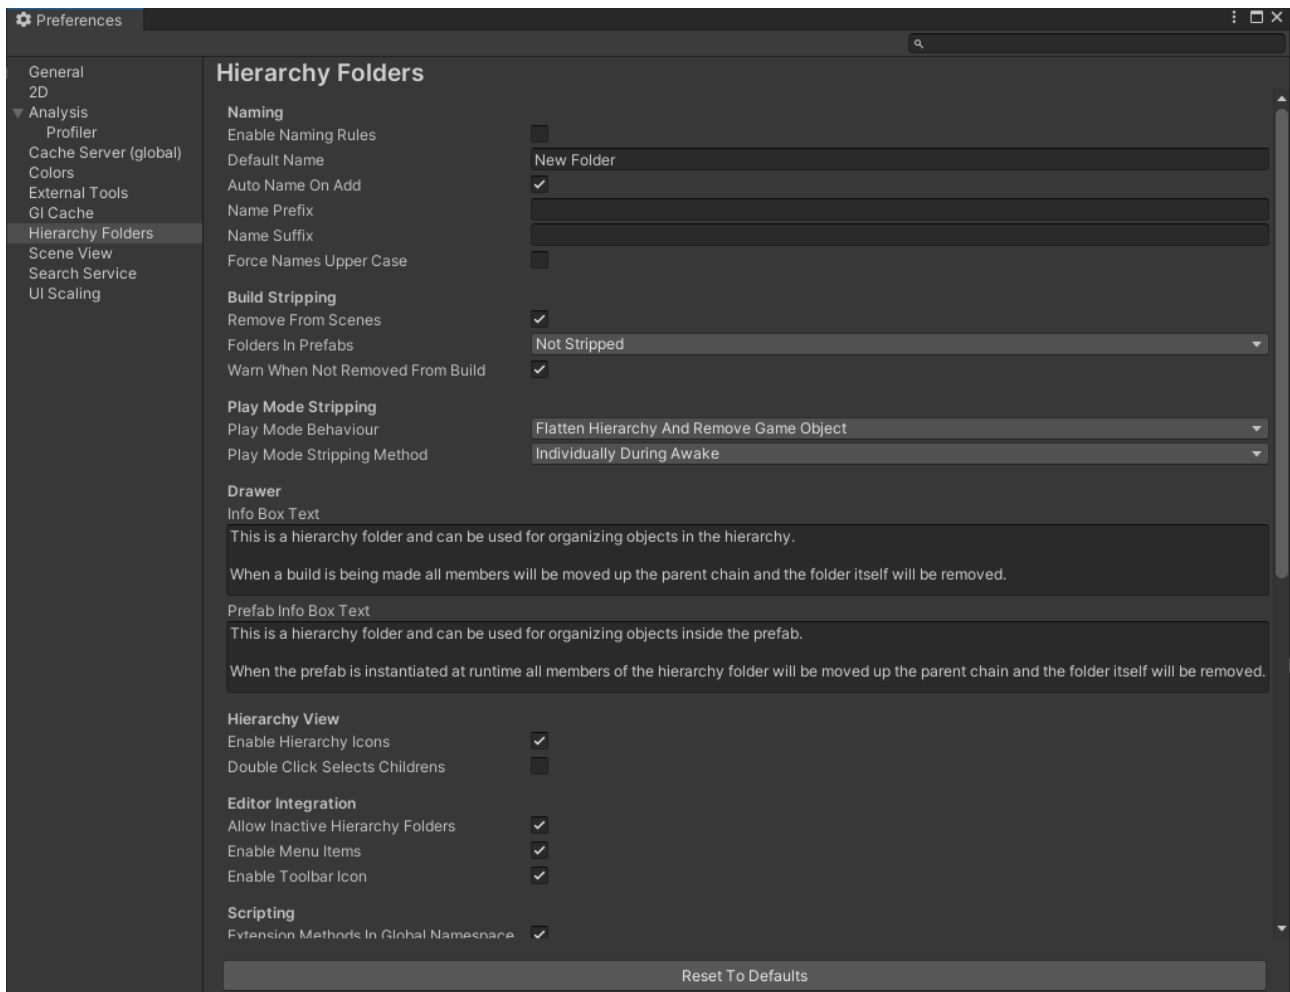 Preferences
General
2D
Analysis
Profiler
Cache Server (global)
Colors
External Tools
GI Cache
Hierarchy Folders
Scene View
Search Service
UI Scaling
Hierarchy Folders
Naming
Enable Naming Rules
Default Name New Folder
Auto Name On Add
Name Prefix
Name Suffix
Force Names Upper Case
Build Stripping
Remove From Scenes
Folders In Prefabs Not Stripped
Warn When Not Removed From Build
Play Mode Stripping
Play Mode Behaviour Flatten Hierarchy And Remove Game Object
Play Mode Stripping Method Individually During Awake
Drawer
Info Box Text
This is a hierarchy folder and can be used for organizing objects in the hierarchy.
When a build is being made all members will be moved up the parent chain and the folder itself will be removed.
Prefab Info Box Text
This is a hierarchy folder and can be used for organizing objects inside the prefab.
When the prefab is instantiated at runtime all members of the hierarchy folder will be moved up the parent chain and the folder itself will be removed.
Hierarchy View
Enable Hierarchy Icons
Double Click Selects Childrens
Editor Integration
Allow Inactive Hierarchy Folders
Enable Menu Items
Enable Toolbar Icon
Scripting
Extension Methods In Global Namespace
Reset To Defaults